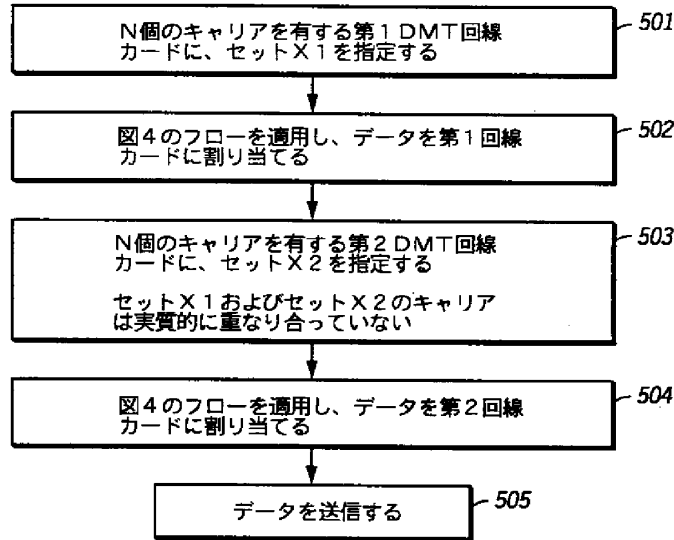 N個のキャリアを有する第1DMT回線
カードに、セットX1を指定する
501
図4のフローを適用し、データを第1回線
カードに割り当てる
502
N個のキャリアを有する第2DMT回線
カードに、セットX2を指定する
セットX1およびセットX2のキャリア
は実質的に重なり合っていない
503
図4のフローを適用し、データを第2回線
カードに割り当てる
504
データを送信する
505